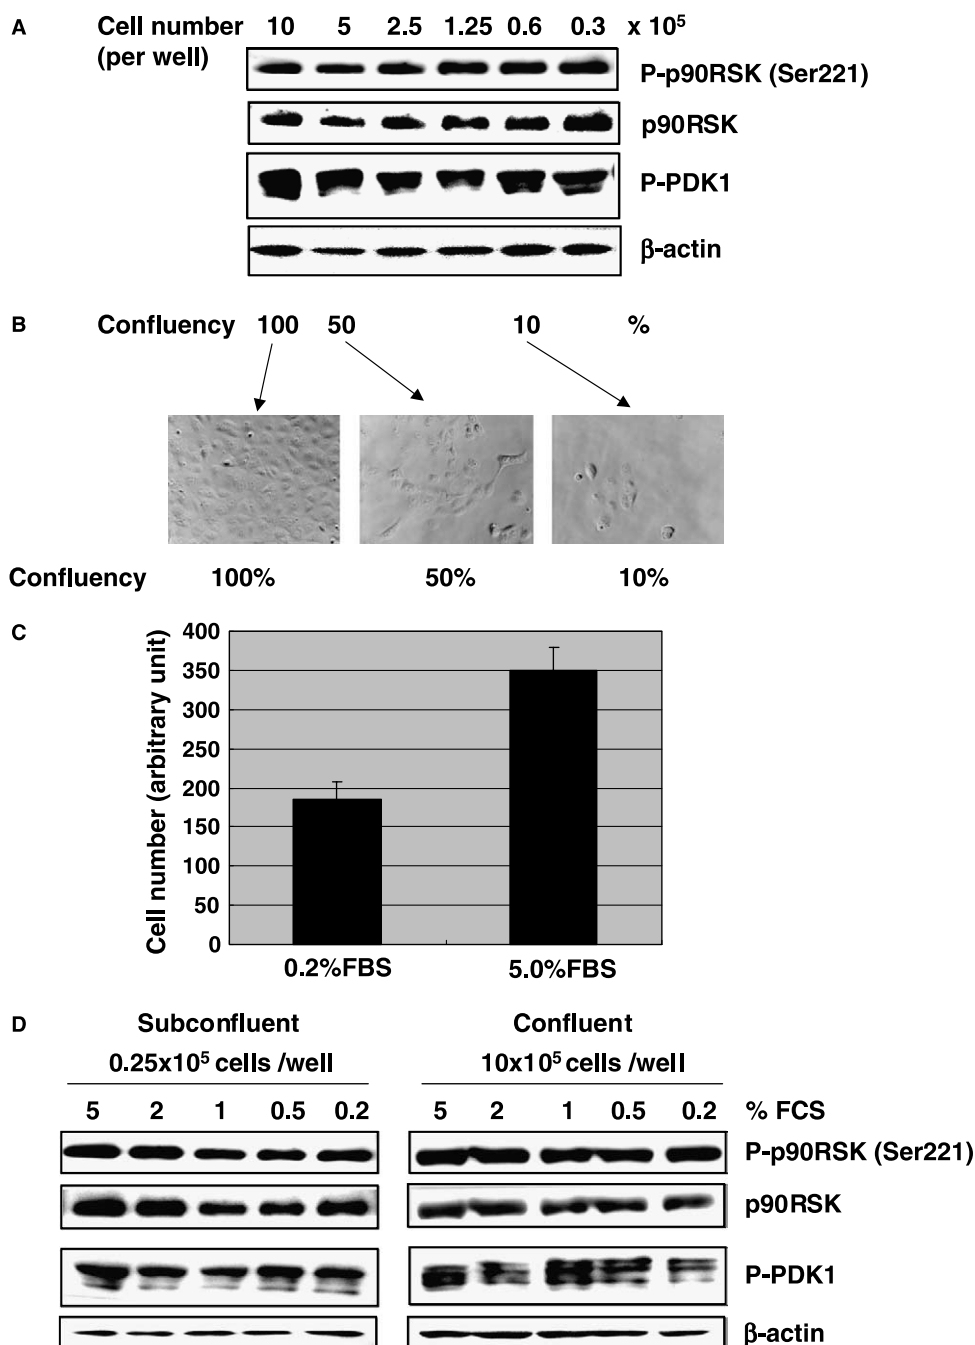 A
Cell number (per well) 10 5 2.5 1.25 0.6 0.3 x 10⁵
P-p90RSK (Ser221)
p90RSK
P-PDK1
β-actin
B
Confluency 100 50 10 %
Confluency 100% 50% 10%
C
Cell number (arbitrary unit)
400
350
300
250
200
150
100
50
0
0.2%FBS 5.0%FBS
D
Subconfluent Confluent
0.25x10⁵ cells /well 10x10⁵ cells /well
5 2 1 0.5 0.2 5 2 1 0.5 0.2 % FCS
P-p90RSK (Ser221)
p90RSK
P-PDK1
β-actin